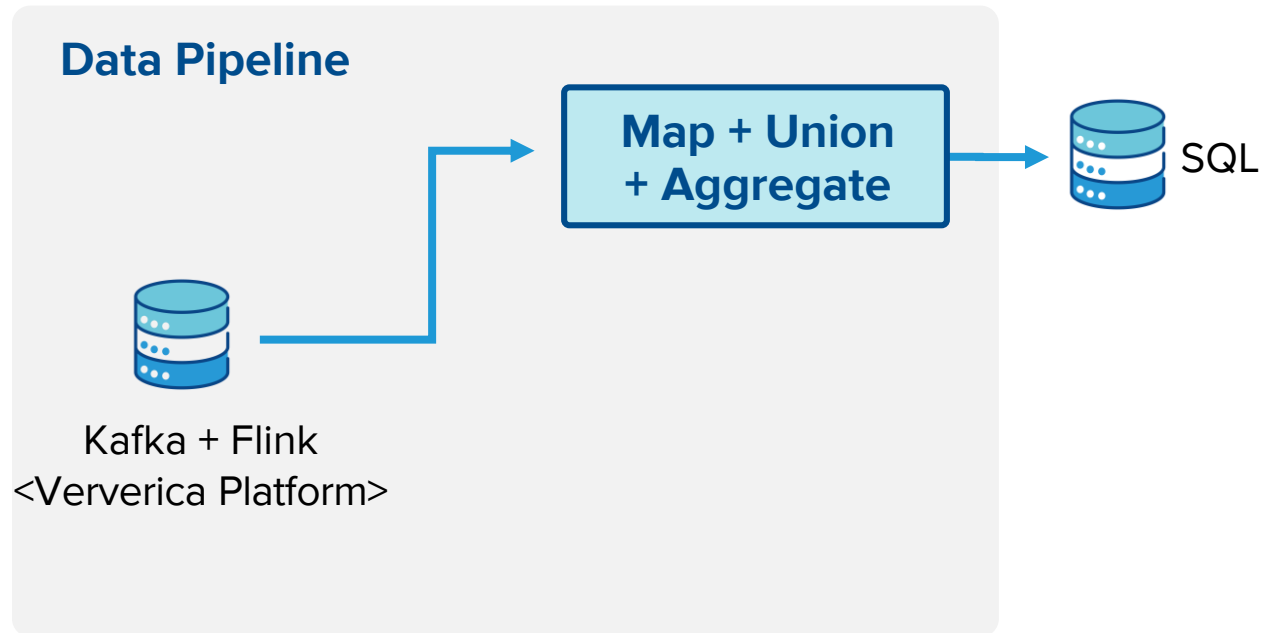 Data Pipeline
Map + Union
+ Aggregate
SQL
Kafka + Flink
<Ververica Platform>